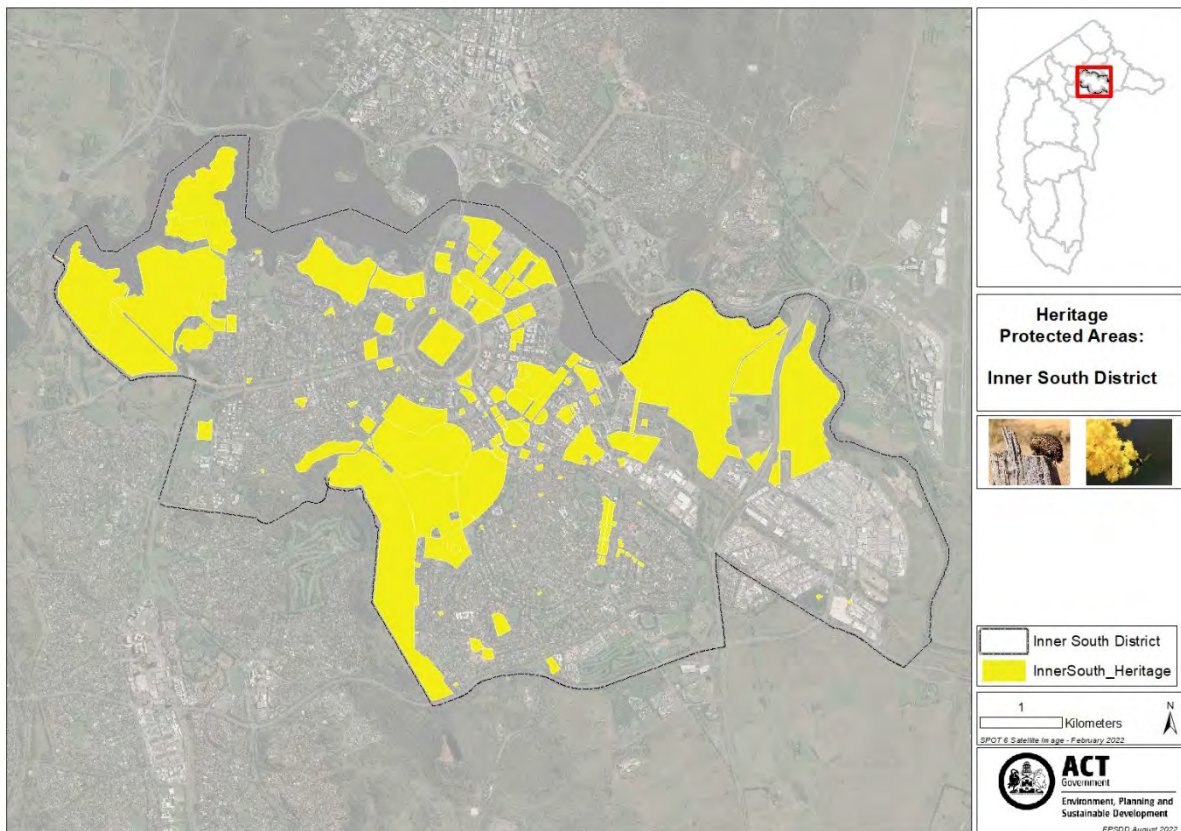 Heritage
Protected Areas:
Inner South District
Inner South District
InnerSouth_Heritage
1
Kilometers
N
SPOT 6 Satellite Image - February 2022
ACT
Government
Environment, Planning and
Sustainable Development
EPSDD August 2022